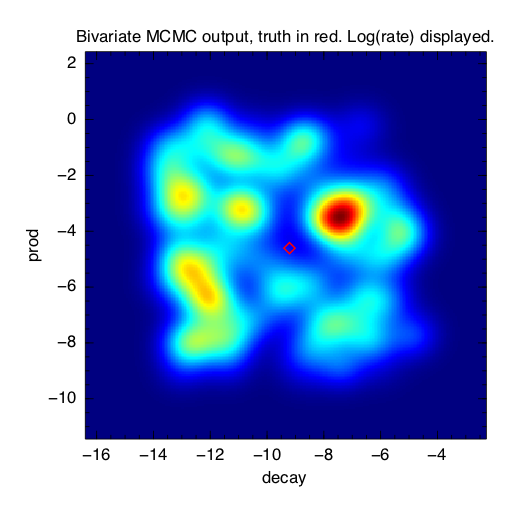 Bivariate MCMC output, truth in red. Log(rate) displayed.
2
0
−2
−4
−6
−8
−10
prod
−16 −14 −12 −10 −8 −6 −4
decay